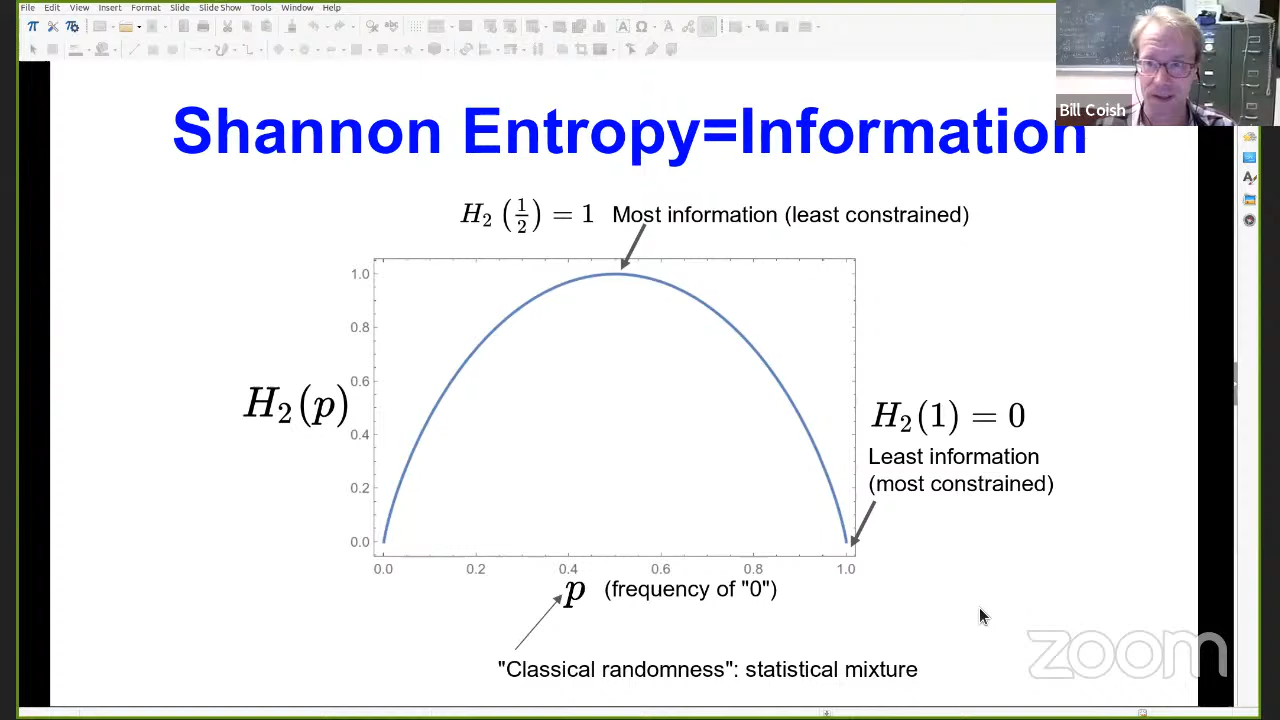 File Edit View Insert Format Slide Slide Show Tools Window Help
Bill Coish
Shannon Entropy=Information
H₂ (1/2) = 1 Most information (least constrained)
1.0
0.8
0.6
0.4
0.2
0.0
H₂(p)
H₂(1) = 0
Least information
(most constrained)
0.0 0.2 0.4 0.6 0.8 1.0
p (frequency of "0")
"Classical randomness": statistical mixture
zoom